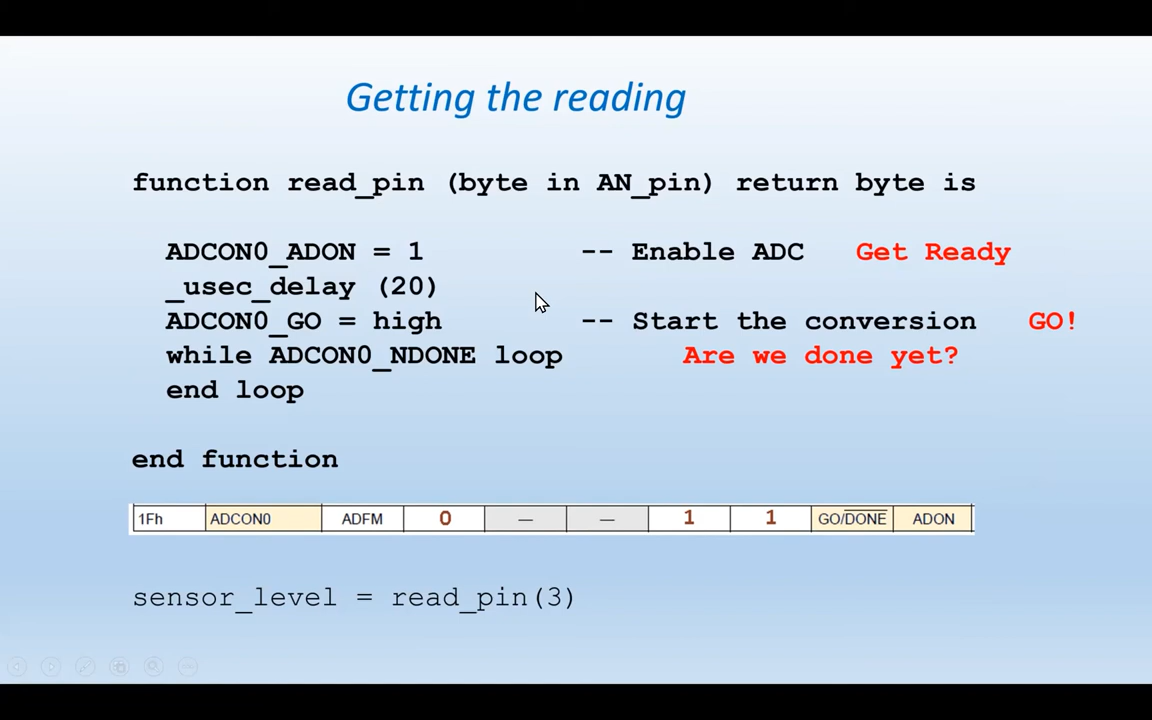 Getting the reading
function read_pin (byte in AN_pin) return byte is
ADCON0_ADON = 1 -- Enable ADC Get Ready
_usec_delay (20)
ADCON0_GO = high -- Start the conversion GO!
while ADCON0_NDONE loop Are we done yet?
end loop
end function
1Fh ADCON0 ADFM 0 — — 1 1 GO/DONE ADON
sensor_level = read_pin(3)